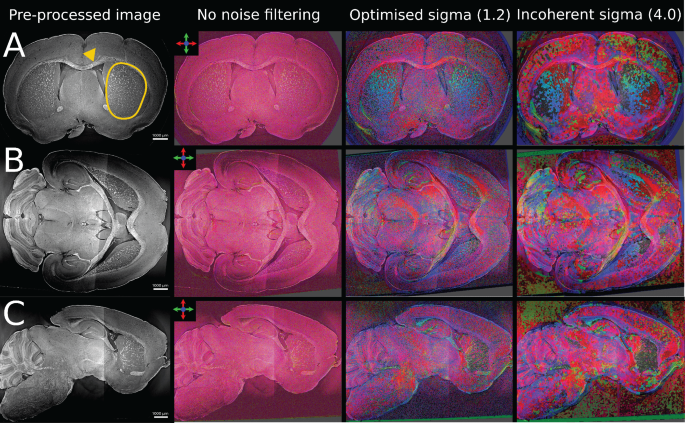 Pre-processed image No noise filtering Optimised sigma (1.2) Incoherent sigma (4.0)
A
1000 µm
B
1000 µm
C
1000 µm